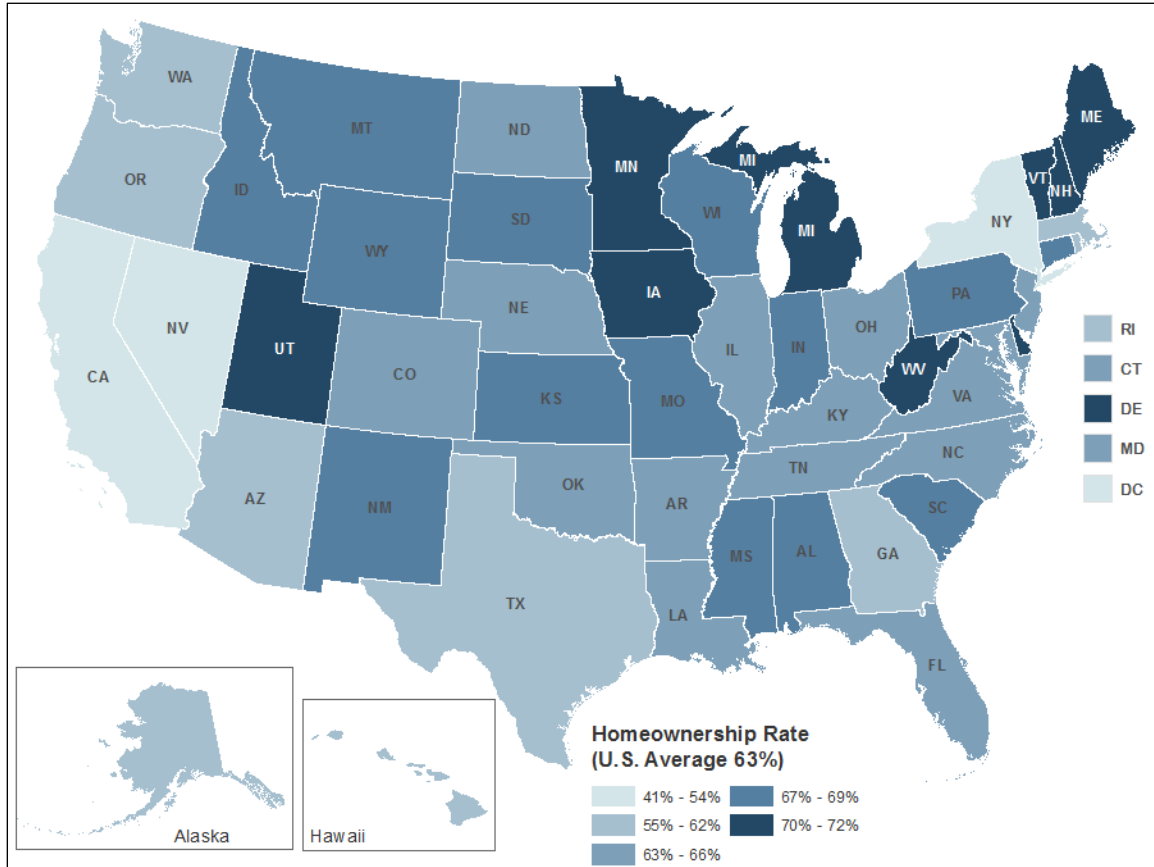 WA
MT
ND
ME
OR
ID
MN
MI
VT
NH
SD
WI
NY
WY
MI
IA
PA
NE
NV
UT
IL
IN
OH
RI
CA
CO
WV
CT
KS
MO
KY
VA
DE
TN
NC
MD
AZ
NM
OK
AR
SC
DC
MS
AL
GA
TX
LA
FL
Alaska
Hawaii
Homeownership Rate
(U.S. Average 63%)
41% - 54%
67% - 69%
55% - 62%
70% - 72%
63% - 66%